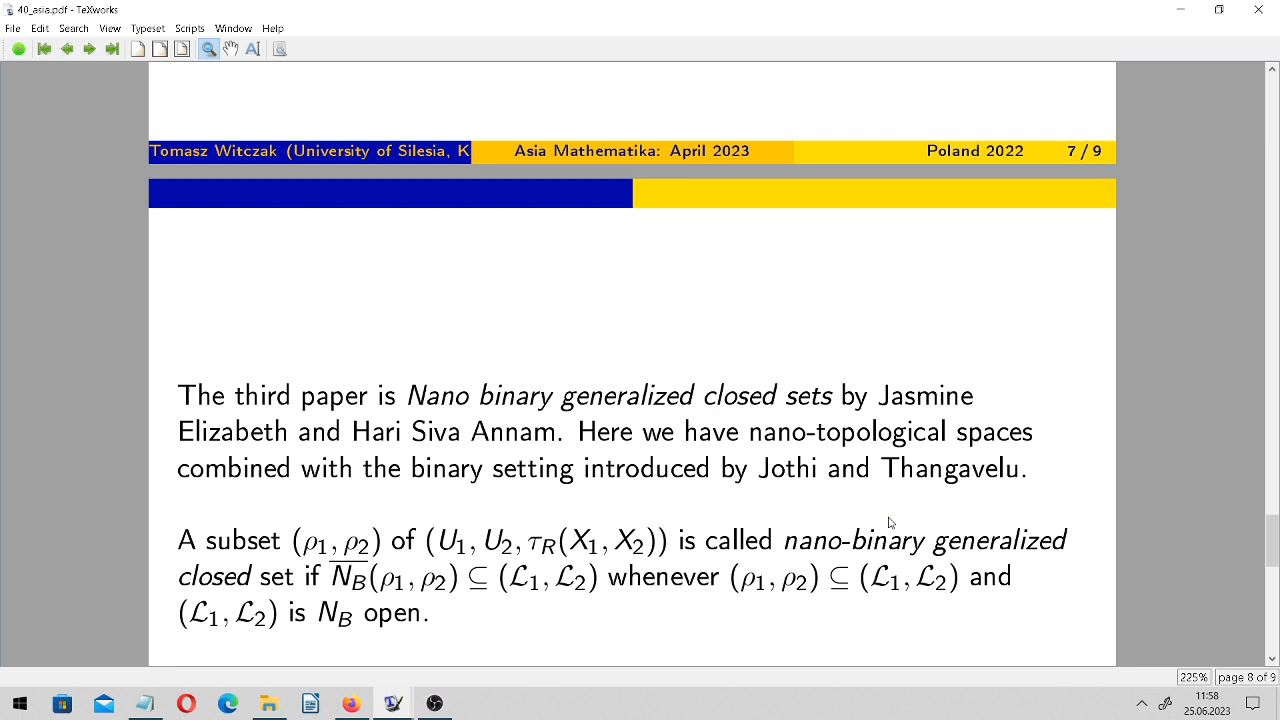 40_asia.pdf - TeXworks
File Edit Search View Typeset Scripts Window Help
Tomasz Witczak (University of Silesia, K Asia Mathematika: April 2023 Poland 2022 7 / 9
The third paper is Nano binary generalized closed sets by Jasmine
Elizabeth and Hari Siva Annam. Here we have nano-topological spaces
combined with the binary setting introduced by Jothi and Thangavelu.
A subset (ρ₁, ρ₂) of (U₁, U₂, τ_R(X₁, X₂)) is called nano-binary generalized
closed set if N̅_B̅(ρ₁, ρ₂) ⊆ (ℒ₁, ℒ₂) whenever (ρ₁, ρ₂) ⊆ (ℒ₁, ℒ₂) and
(ℒ₁, ℒ₂) is N_B open.
225% page 8 of 9
11:58
25.06.2023